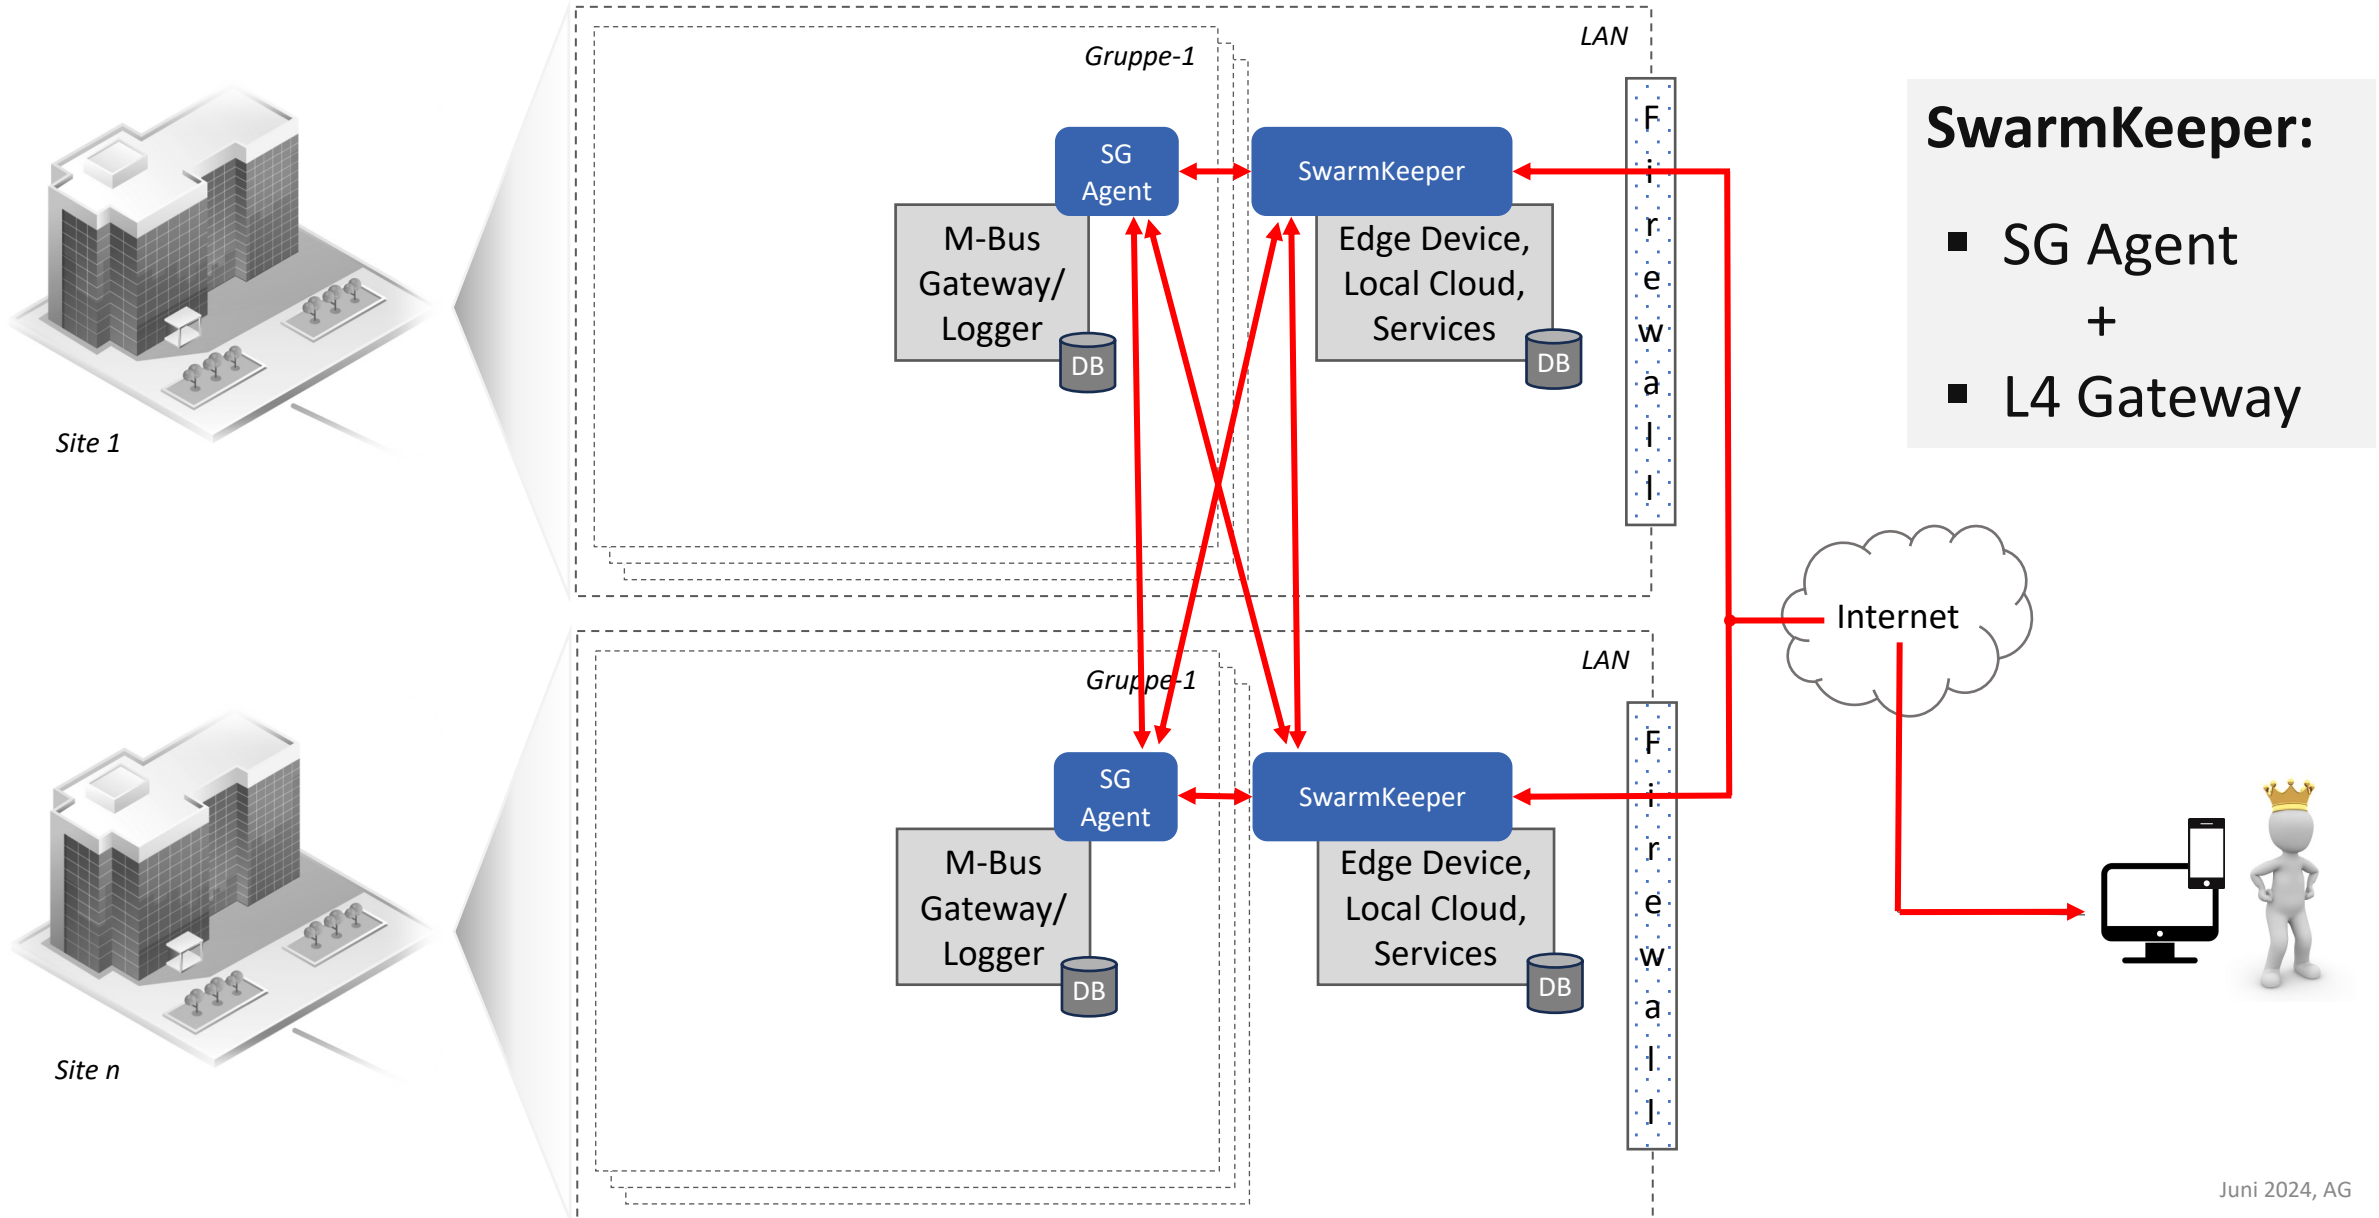 LAN
Gruppe-1
SG
Agent
SwarmKeeper
M-Bus
Gateway/
Logger
DB
Edge Device,
Local Cloud,
Services
DB
Firewall
Site 1
SwarmKeeper:
▪ SG Agent
+
▪ L4 Gateway
Internet
LAN
Gruppe-1
SG
Agent
SwarmKeeper
M-Bus
Gateway/
Logger
DB
Edge Device,
Local Cloud,
Services
DB
Firewall
Site n
Juni 2024, AG